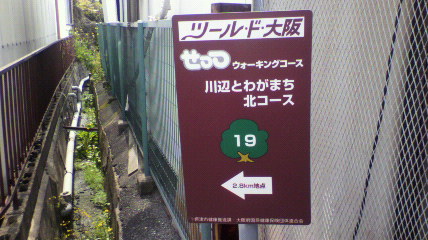 ツール・ド・大阪
せっつ ウォーキングコース
川辺とわがまち
北コース
19
2.8km地点